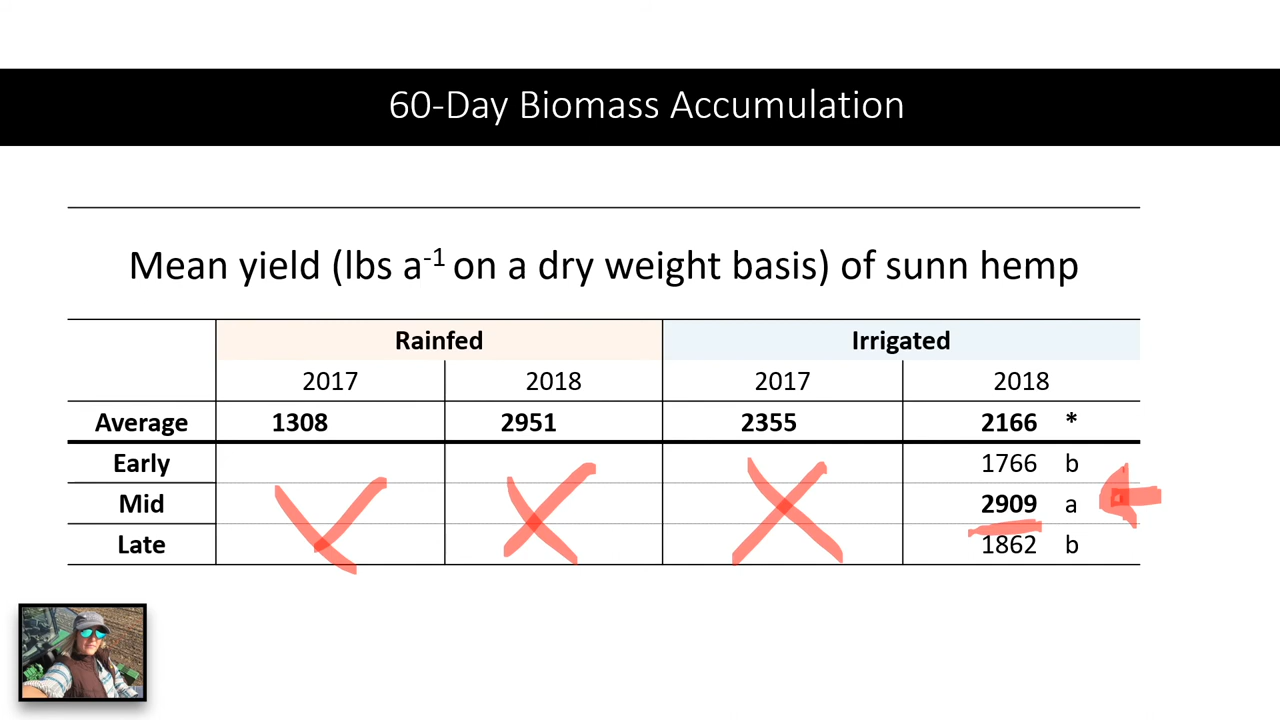 60-Day Biomass Accumulation
Mean yield (lbs a-1 on a dry weight basis) of sunn hemp
Rainfed Irrigated
2017 2018 2017 2018
Average 1308 2951 2355 2166 *
Early 1766 b
Mid 2909 a
Late 1862 b